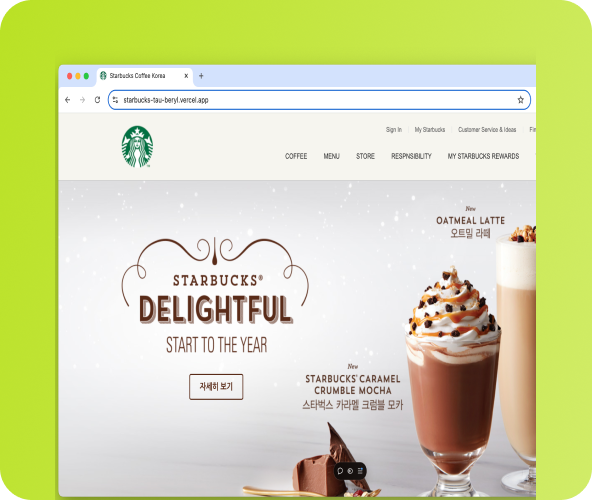 Starbucks Coffee Korea
starbucks-tau-beryl.vercel.app
Sign In | My Starbucks | Customer Service & Ideas
COFFEE MENU STORE RESPNSIBILITY MY STARBUCKS REWARDS
New
OATMEAL LATTE
오트밀 라떼
STARBUCKS®
DELIGHTFUL
START TO THE YEAR
자세히 보기
New
STARBUCKS® CARAMEL
CRUMBLE MOCHA
스타벅스 카라멜 크럼블 모카